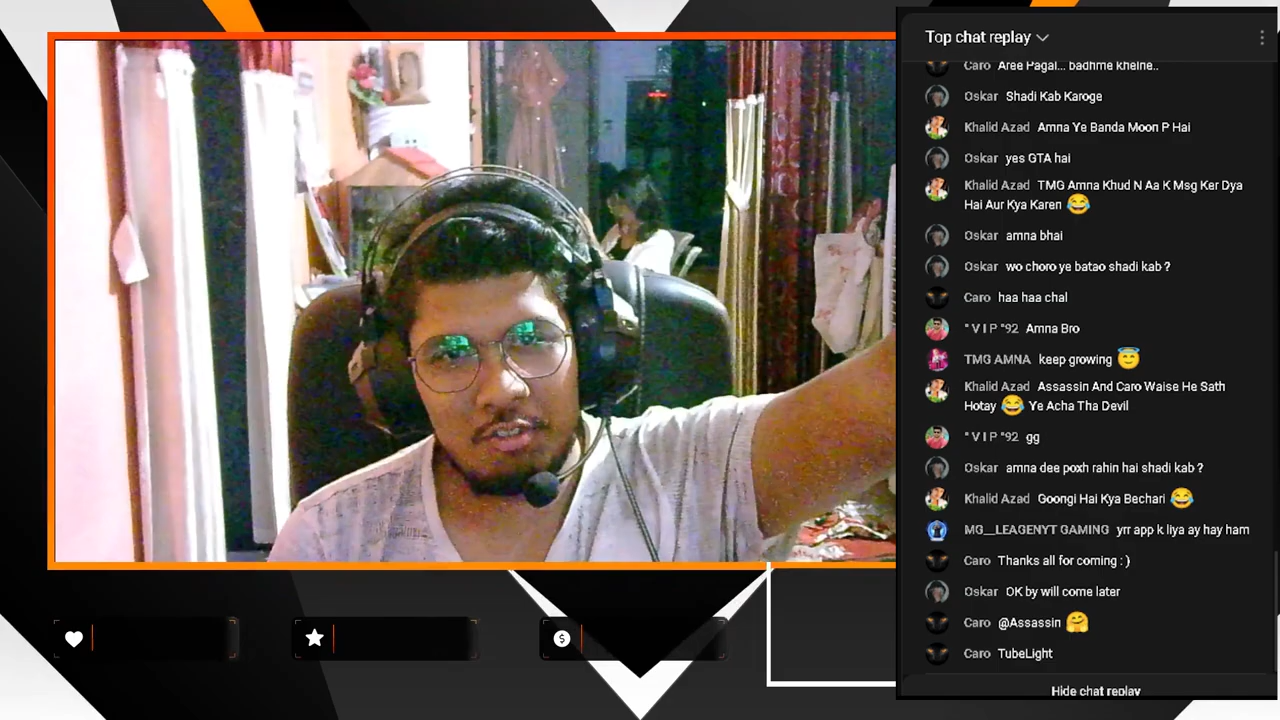 Top chat replay
Caro Aree Pagal... badhme kheine..
Oskar Shadi Kab Karoge
Khalid Azad Amna Ye Banda Moon P Hai
Oskar yes GTA hai
Khalid Azad TMG Amna Khud N Aa K Msg Ker Dya
Hai Aur Kya Karen 😂
Oskar amna bhai
Oskar wo choro ye batao shadi kab ?
Caro haa haa chal
" V I P "92 Amna Bro
TMG AMNA keep growing 😇
Khalid Azad Assassin And Caro Waise He Sath
Hotay 😂 Ye Acha Tha Devil
" V I P "92 gg
Oskar amna dee poxh rahin hai shadi kab ?
Khalid Azad Goongi Hai Kya Bechari 😂
MG__LEAGENYT GAMING yrr app k liya ay hay ham
Caro Thanks all for coming : )
Oskar OK by will come later
Caro @Assassin 🤗
Caro TubeLight
Hide chat replay